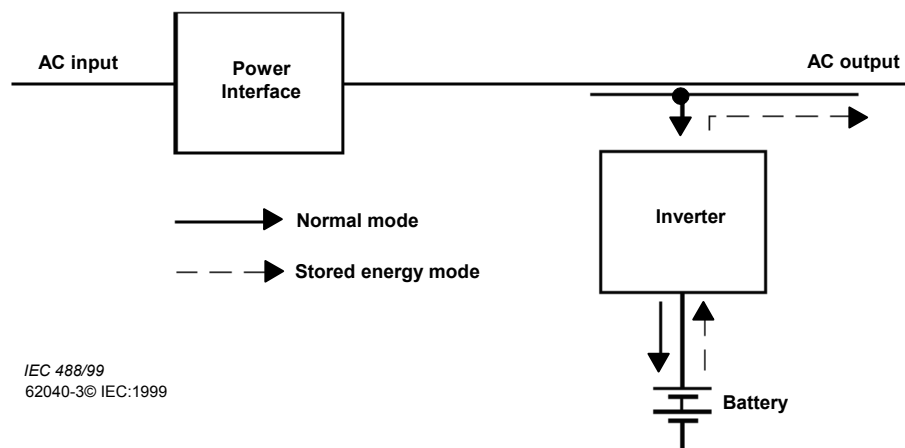 AC input
Power
Interface
AC output
Inverter
Normal mode
Stored energy mode
IEC 488/99
62040-3© IEC:1999
Battery